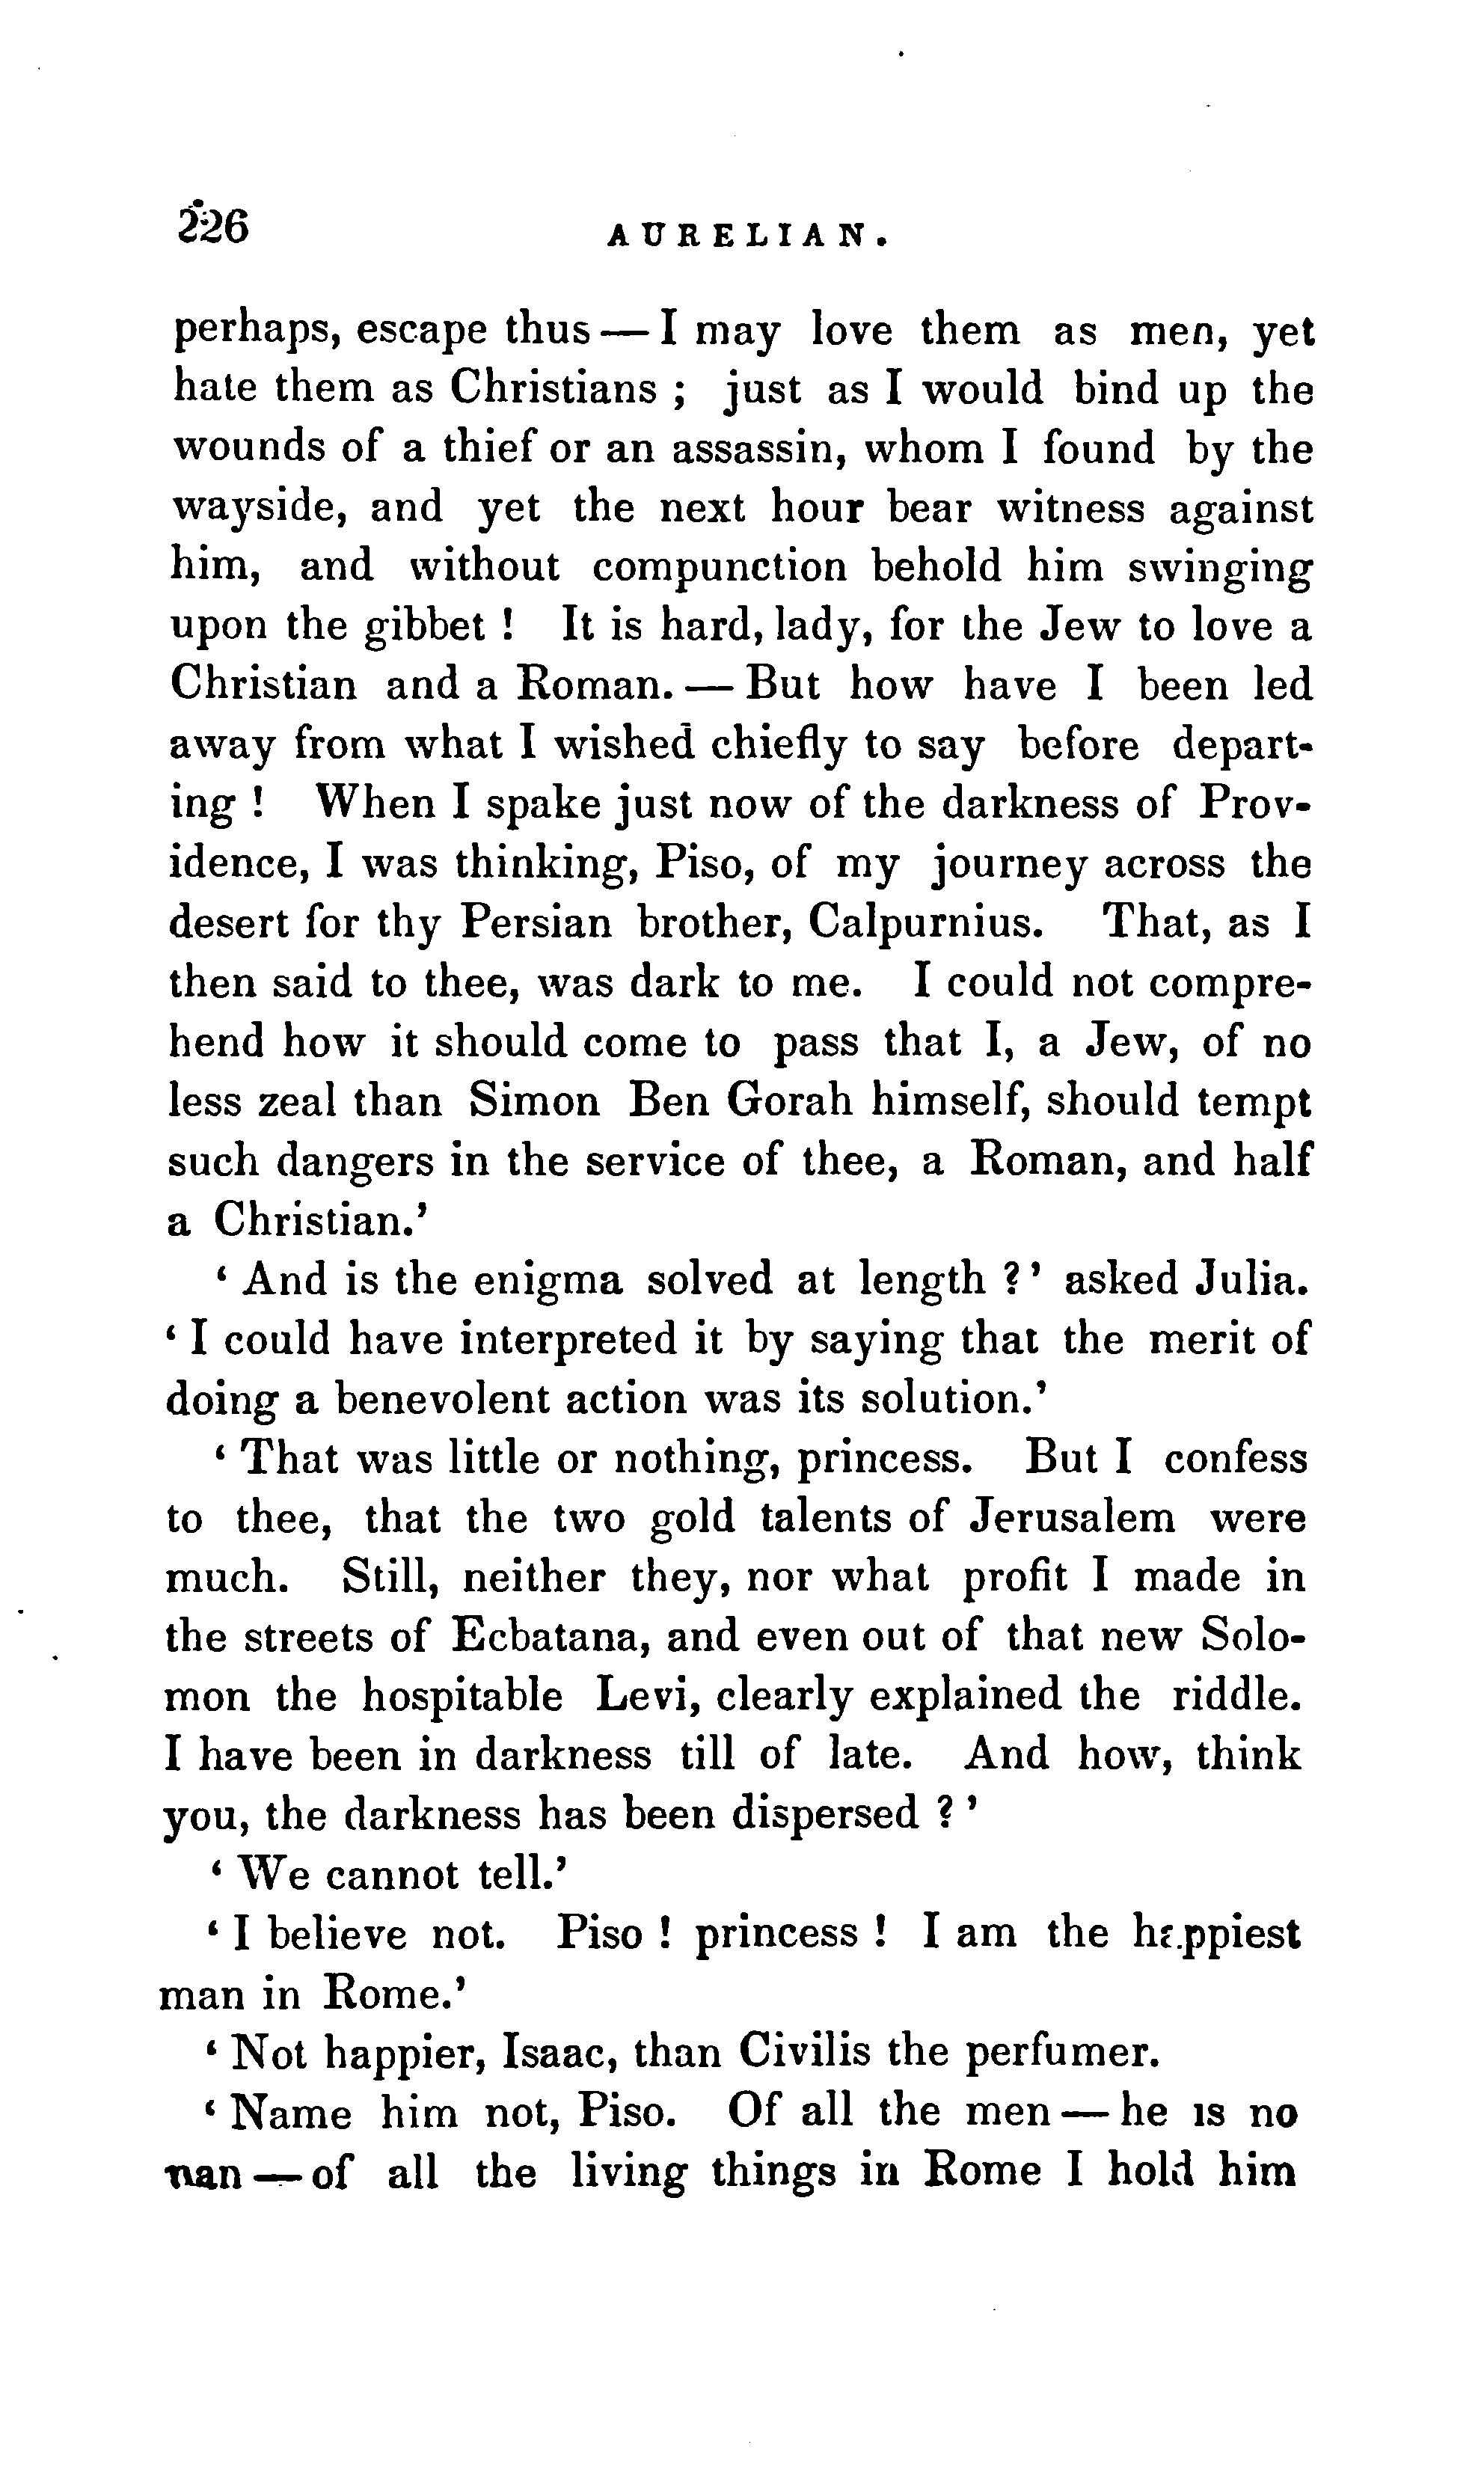 226
AURELIAN.
perhaps, escape thus — I may love them as men, yet
hate them as Christians ; just as I would bind up the
wounds of a thief or an assassin, whom I found by the
wayside, and yet the next hour bear witness against
him, and without compunction behold him swinging
upon the gibbet ! It is hard, lady, for the Jew to love a
Christian and a Roman. — But how have I been led
away from what I wished chiefly to say before depart-
ing ! When I spake just now of the darkness of Prov-
idence, I was thinking, Piso, of my journey across the
desert for thy Persian brother, Calpurnius. That, as I
then said to thee, was dark to me. I could not compre-
hend how it should come to pass that I, a Jew, of no
less zeal than Simon Ben Gorah himself, should tempt
such dangers in the service of thee, a Roman, and half
a Christian.'
‘ And is the enigma solved at length ?’ asked Julia.
‘ I could have interpreted it by saying that the merit of
doing a benevolent action was its solution.’
‘ That was little or nothing, princess. But I confess
to thee, that the two gold talents of Jerusalem were
much. Still, neither they, nor what profit I made in
the streets of Ecbatana, and even out of that new Solo-
mon the hospitable Levi, clearly explained the riddle.
I have been in darkness till of late. And how, think
you, the darkness has been dispersed ? ’
‘ We cannot tell.’
‘ I believe not. Piso ! princess ! I am the happiest
man in Rome.’
‘ Not happier, Isaac, than Civilis the perfumer.
‘ Name him not, Piso. Of all the men — he is no
man — of all the living things in Rome I hold him